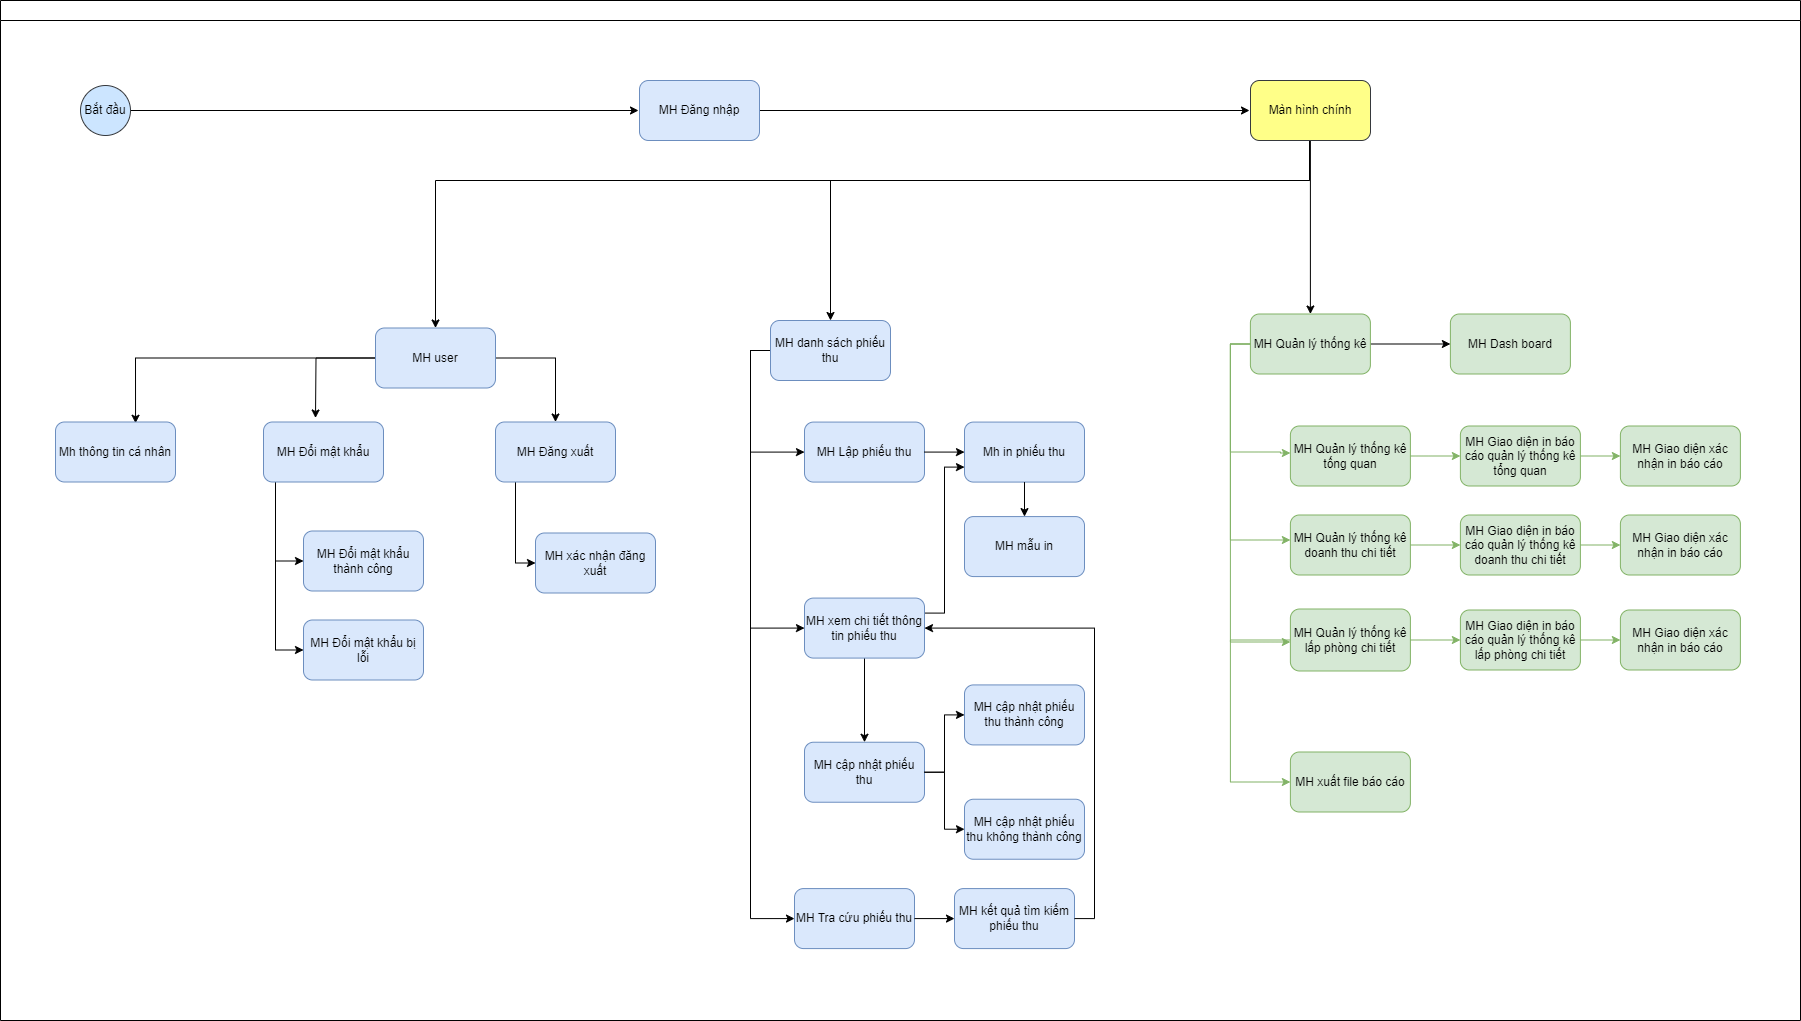 Bắt đầu
MH Đăng nhập
Màn hình chính
MH user
Mh thông tin cá nhân
MH Đổi mật khẩu
MH Đăng xuất
MH Đổi mật khẩu
thành công
MH Đổi mật khẩu bị
lỗi
MH xác nhận đăng
xuất
MH danh sách phiếu
thu
MH Lập phiếu thu
Mh in phiếu thu
MH mẫu in
MH xem chi tiết thông
tin phiếu thu
MH cập nhật phiếu
thu
MH cập nhật phiếu
thu thành công
MH cập nhật phiếu
thu không thành công
MH Tra cứu phiếu thu
MH kết quả tìm kiếm
phiếu thu
MH Quản lý thống kê
MH Dash board
MH Quản lý thống kê
tổng quan
MH Giao diện in báo
cáo quản lý thống kê
tổng quan
MH Giao diện xác
nhận in báo cáo
MH Quản lý thống kê
doanh thu chi tiết
MH Giao diện in báo
cáo quản lý thống kê
doanh thu chi tiết
MH Giao diện xác
nhận in báo cáo
MH Quản lý thống kê
lấp phòng chi tiết
MH Giao diện in báo
cáo quản lý thống kê
lấp phòng chi tiết
MH Giao diện xác
nhận in báo cáo
MH xuất file báo cáo